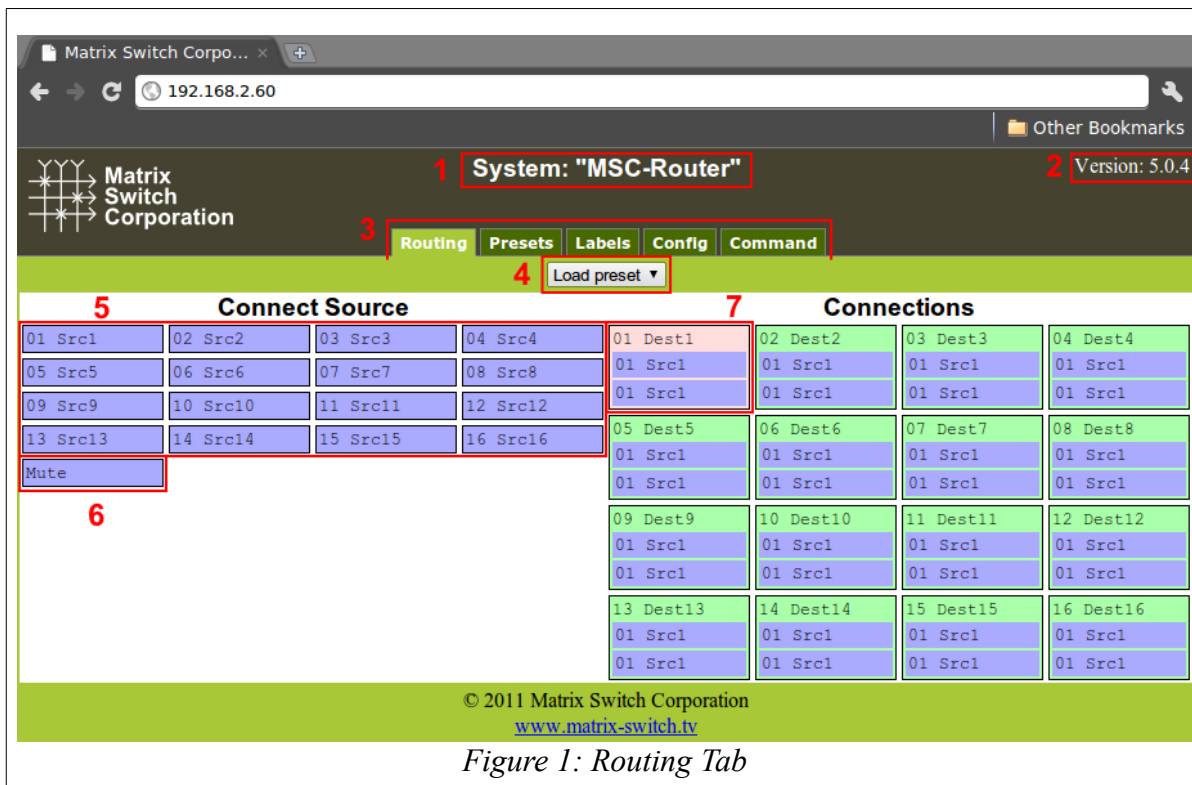 Matrix Switch Corpo... ×
192.168.2.60
Other Bookmarks
Matrix
Switch
Corporation
1 System: "MSC-Router"
2 Version: 5.0.4
3 Routing Presets Labels Config Command
4 Load preset ▼
5 Connect Source 7 Connections
01 Src1 02 Src2 03 Src3 04 Src4
05 Src5 06 Src6 07 Src7 08 Src8
09 Src9 10 Src10 11 Src11 12 Src12
13 Src13 14 Src14 15 Src15 16 Src16
Mute
6
01 Dest1 02 Dest2 03 Dest3 04 Dest4
01 Src1 01 Src1 01 Src1 01 Src1
01 Src1 01 Src1 01 Src1 01 Src1
05 Dest5 06 Dest6 07 Dest7 08 Dest8
01 Src1 01 Src1 01 Src1 01 Src1
01 Src1 01 Src1 01 Src1 01 Src1
09 Dest9 10 Dest10 11 Dest11 12 Dest12
01 Src1 01 Src1 01 Src1 01 Src1
01 Src1 01 Src1 01 Src1 01 Src1
13 Dest13 14 Dest14 15 Dest15 16 Dest16
01 Src1 01 Src1 01 Src1 01 Src1
01 Src1 01 Src1 01 Src1 01 Src1
© 2011 Matrix Switch Corporation
www.matrix-switch.tv
Figure 1: Routing Tab